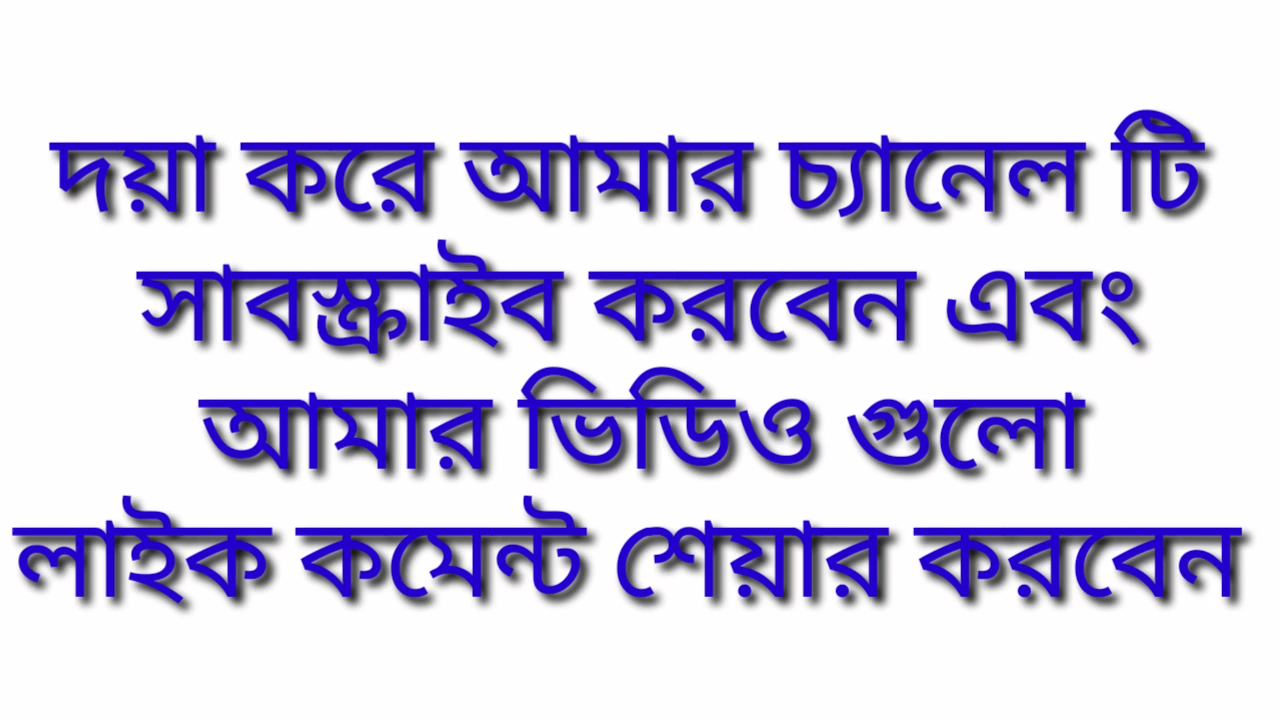 দয়া করে আমার চ্যানেল টি
সাবস্ক্রাইব করবেন এবং
আমার ভিডিও গুলো
লাইক কমেন্ট শেয়ার করবেন